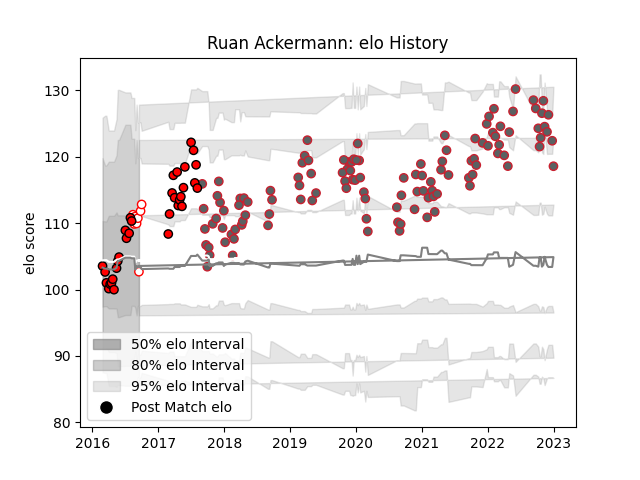 Ruan Ackermann: elo History
elo score
130
120
110
100
90
80
50% elo Interval
80% elo Interval
95% elo Interval
Post Match elo
2016 2017 2018 2019 2020 2021 2022 2023